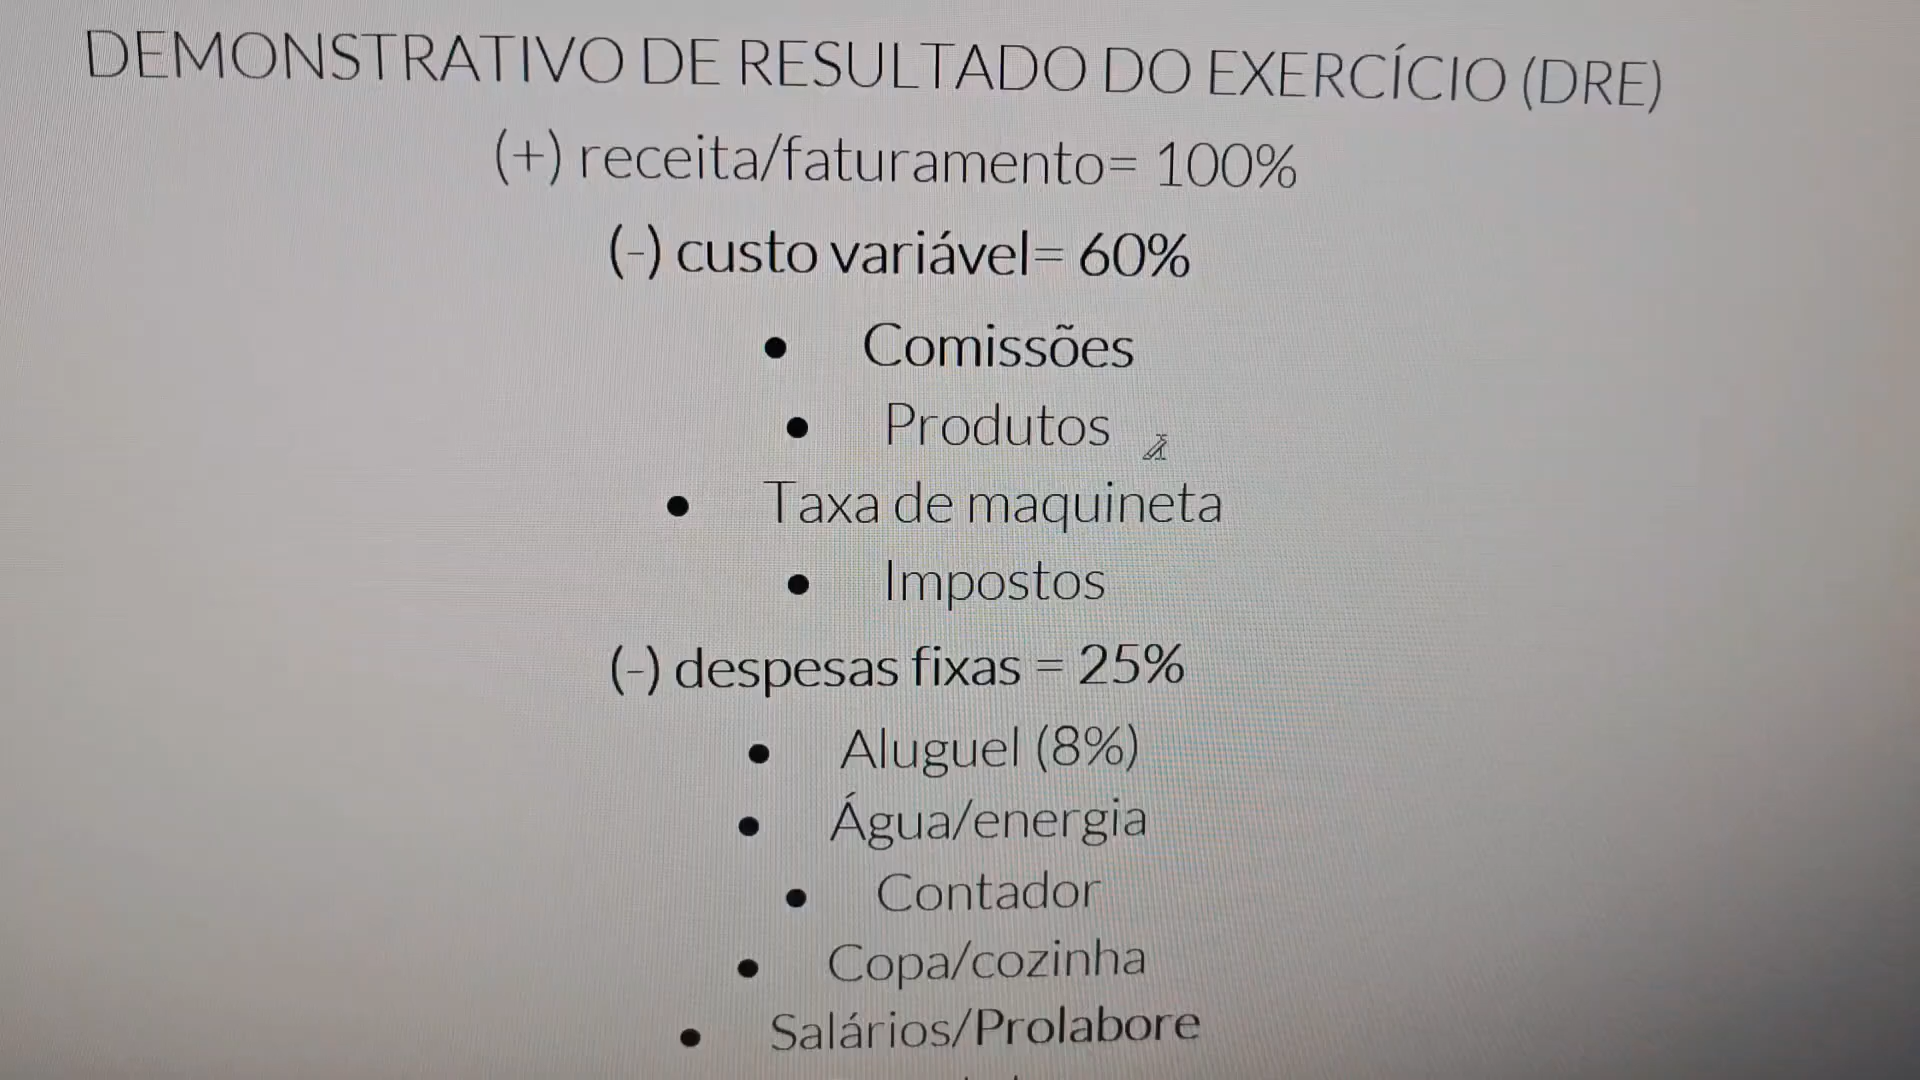 DEMONSTRATIVO DE RESULTADO DO EXERCÍCIO (DRE)
(+) receita/faturamento= 100%
(-) custo variável= 60%
• Comissões
• Produtos
• Taxa de maquineta
• Impostos
(-) despesas fixas = 25%
• Aluguel (8%)
• Água/energia
• Contador
• Copa/cozinha
• Salários/Prolabore